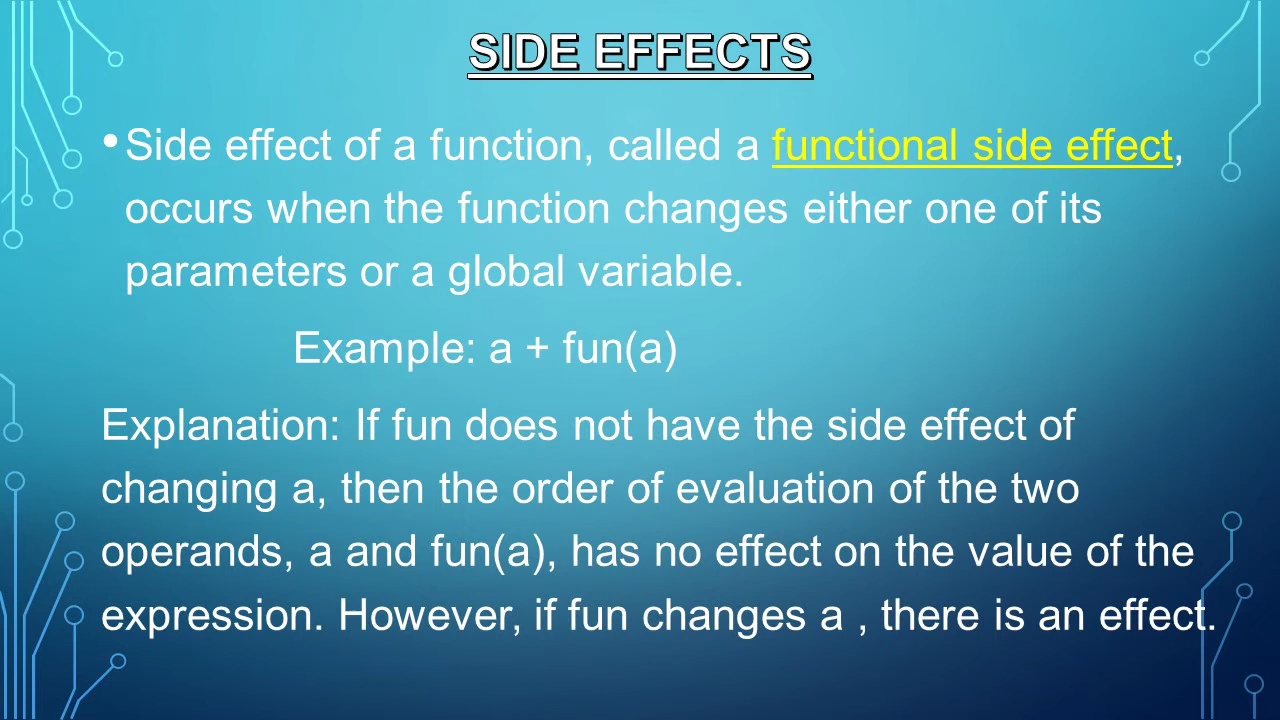 SIDE EFFECTS
• Side effect of a function, called a functional side effect,
occurs when the function changes either one of its
parameters or a global variable.
Example: a + fun(a)
Explanation: If fun does not have the side effect of
changing a, then the order of evaluation of the two
operands, a and fun(a), has no effect on the value of the
expression. However, if fun changes a , there is an effect.